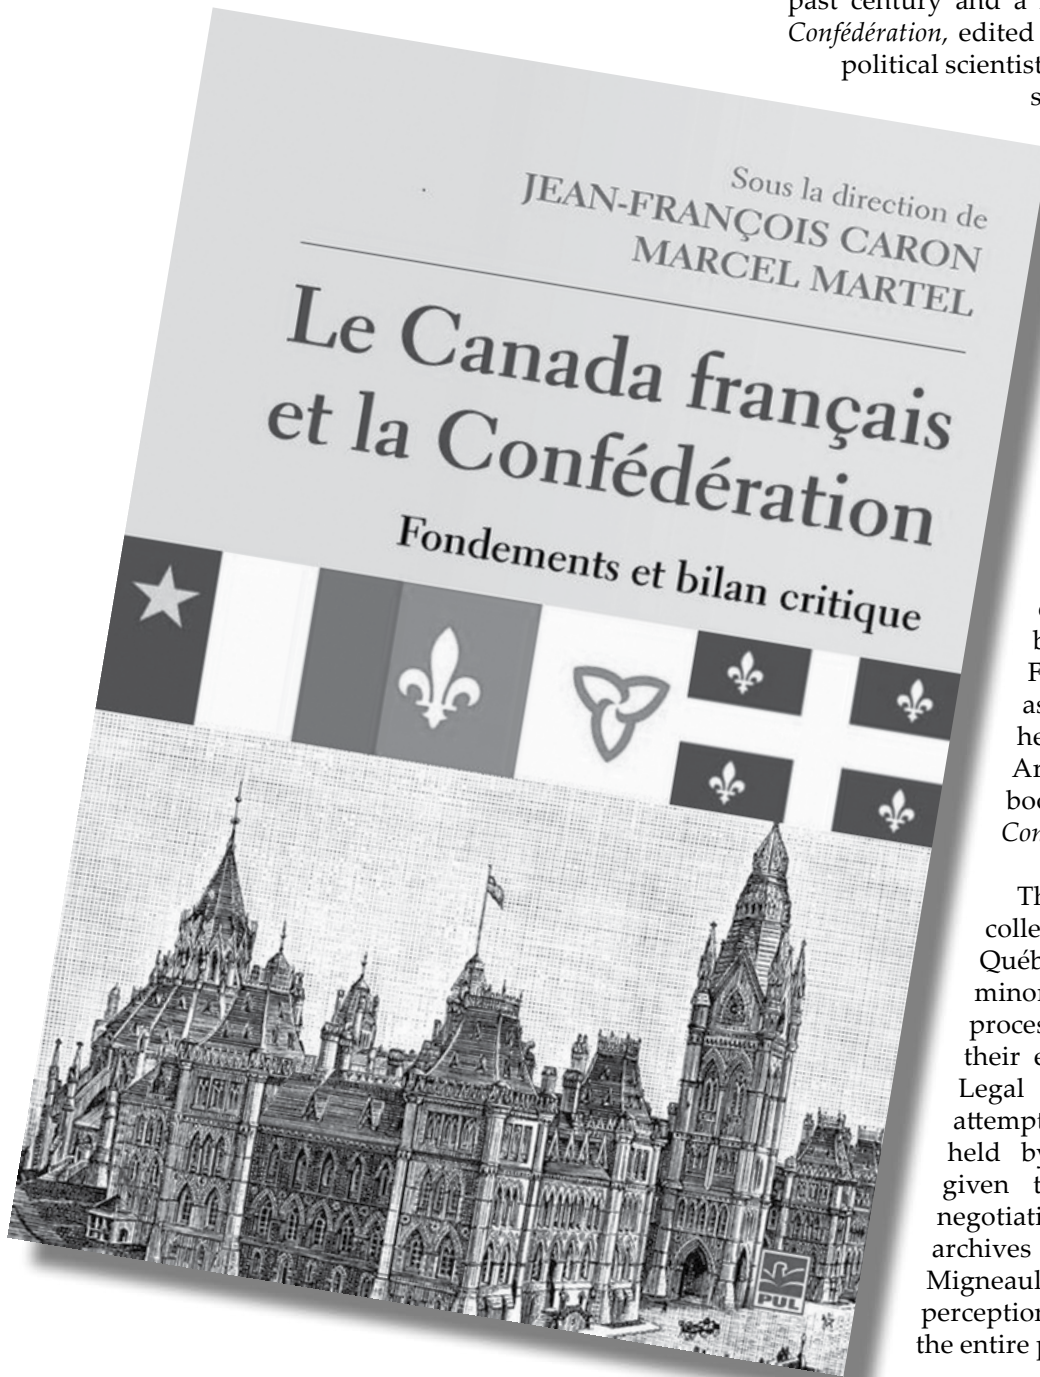 past century and a
Confédération, edited
political scientist
s
Sous la direction de
JEAN-FRANÇOIS CARON
MARCEL MARTEL
Le Canada français
et la Confédération
Fondements et bilan critique
PUL
b
F
as
he
Ar
boo
Con
Th
colle
Québ
minor
proces
their e
Legal
attempt
held by
given t
negotiati
archives
Migneaul
perception
the entire p